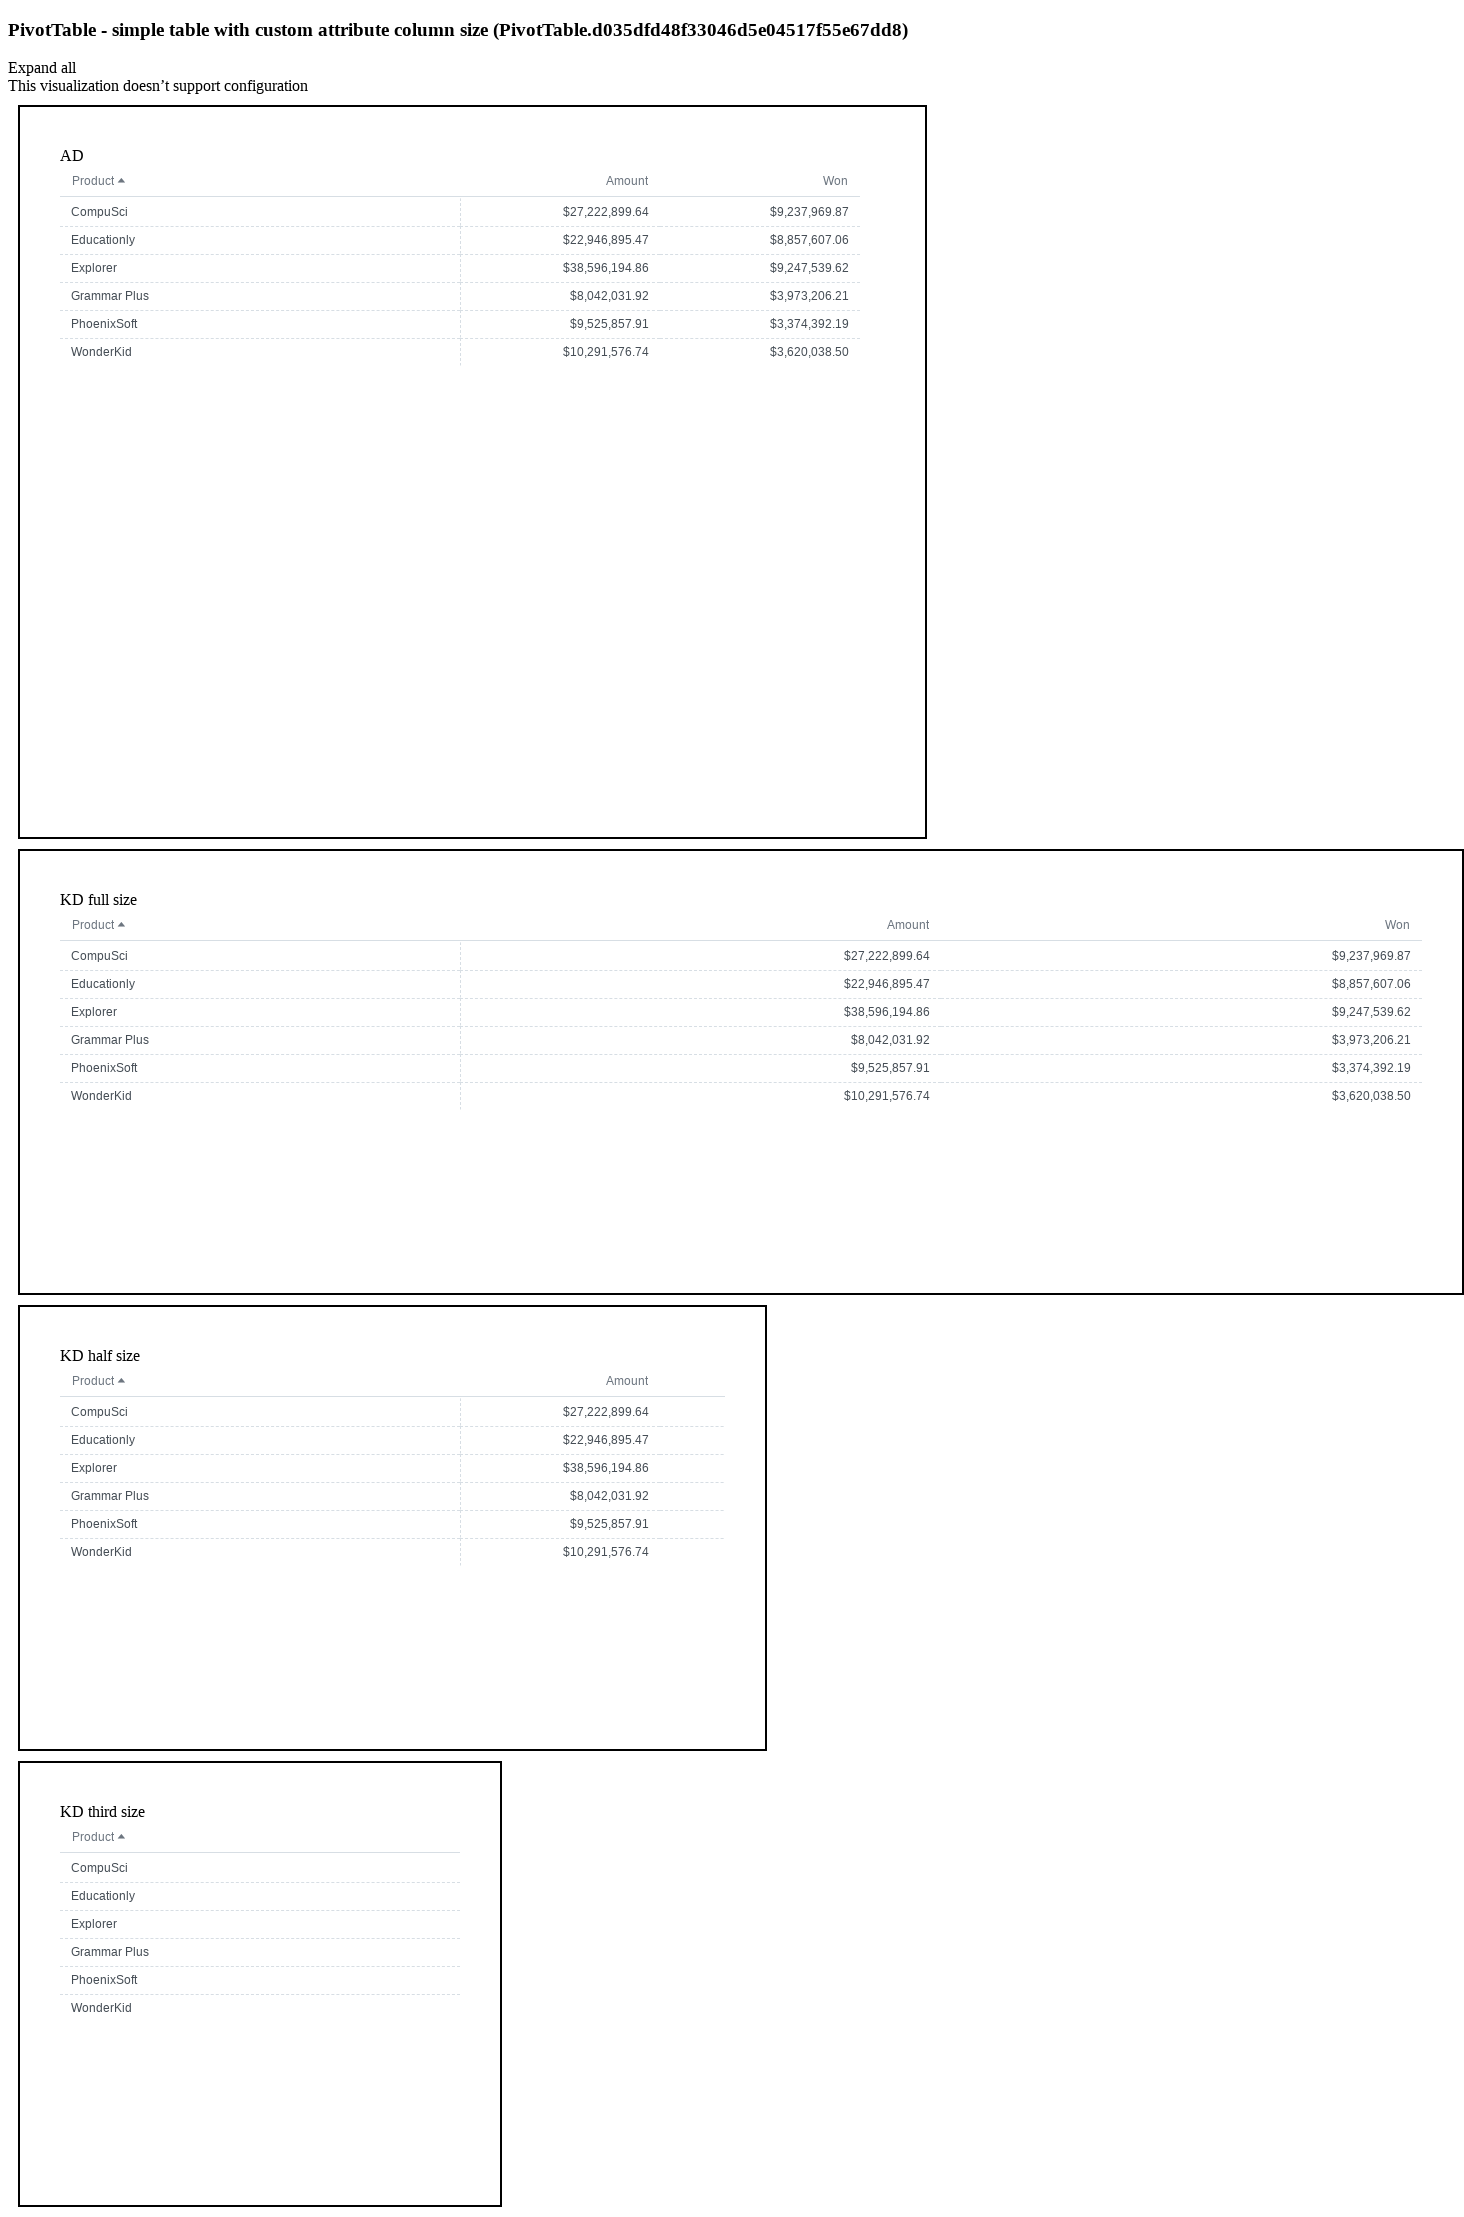 PivotTable - simple table with custom attribute column size (PivotTable.d035dfd48f33046d5e04517f55e67dd8)
Expand all
This visualization doesn’t support configuration
AD
Product Amount Won
CompuSci $27,222,899.64 $9,237,969.87
Educationly $22,946,895.47 $8,857,607.06
Explorer $38,596,194.86 $9,247,539.62
Grammar Plus $8,042,031.92 $3,973,206.21
PhoenixSoft $9,525,857.91 $3,374,392.19
WonderKid $10,291,576.74 $3,620,038.50
KD full size
Product Amount Won
CompuSci $27,222,899.64 $9,237,969.87
Educationly $22,946,895.47 $8,857,607.06
Explorer $38,596,194.86 $9,247,539.62
Grammar Plus $8,042,031.92 $3,973,206.21
PhoenixSoft $9,525,857.91 $3,374,392.19
WonderKid $10,291,576.74 $3,620,038.50
KD half size
Product Amount
CompuSci $27,222,899.64
Educationly $22,946,895.47
Explorer $38,596,194.86
Grammar Plus $8,042,031.92
PhoenixSoft $9,525,857.91
WonderKid $10,291,576.74
KD third size
Product
CompuSci
Educationly
Explorer
Grammar Plus
PhoenixSoft
WonderKid